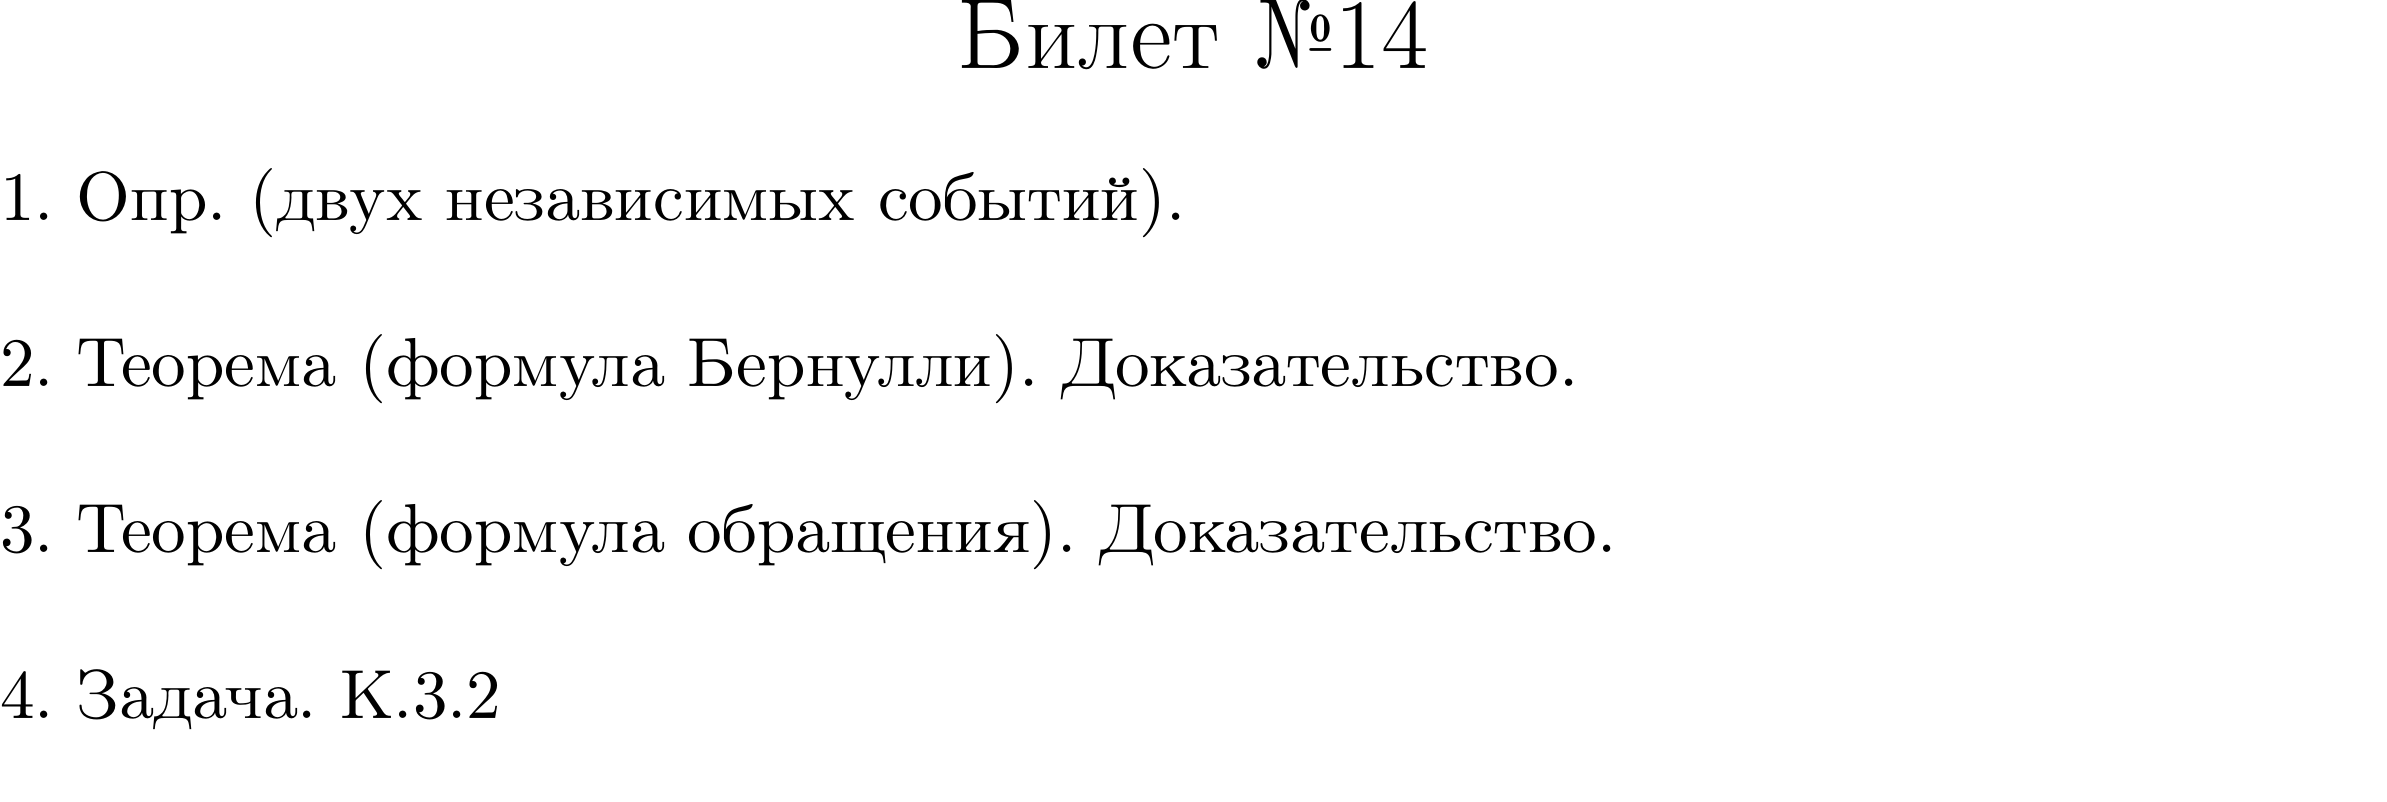 Билет №14
1. Опр. (двух независимых событий).
2. Теорема (формула Бернулли). Доказательство.
3. Теорема (формула обращения). Доказательство.
4. Задача. К.3.2